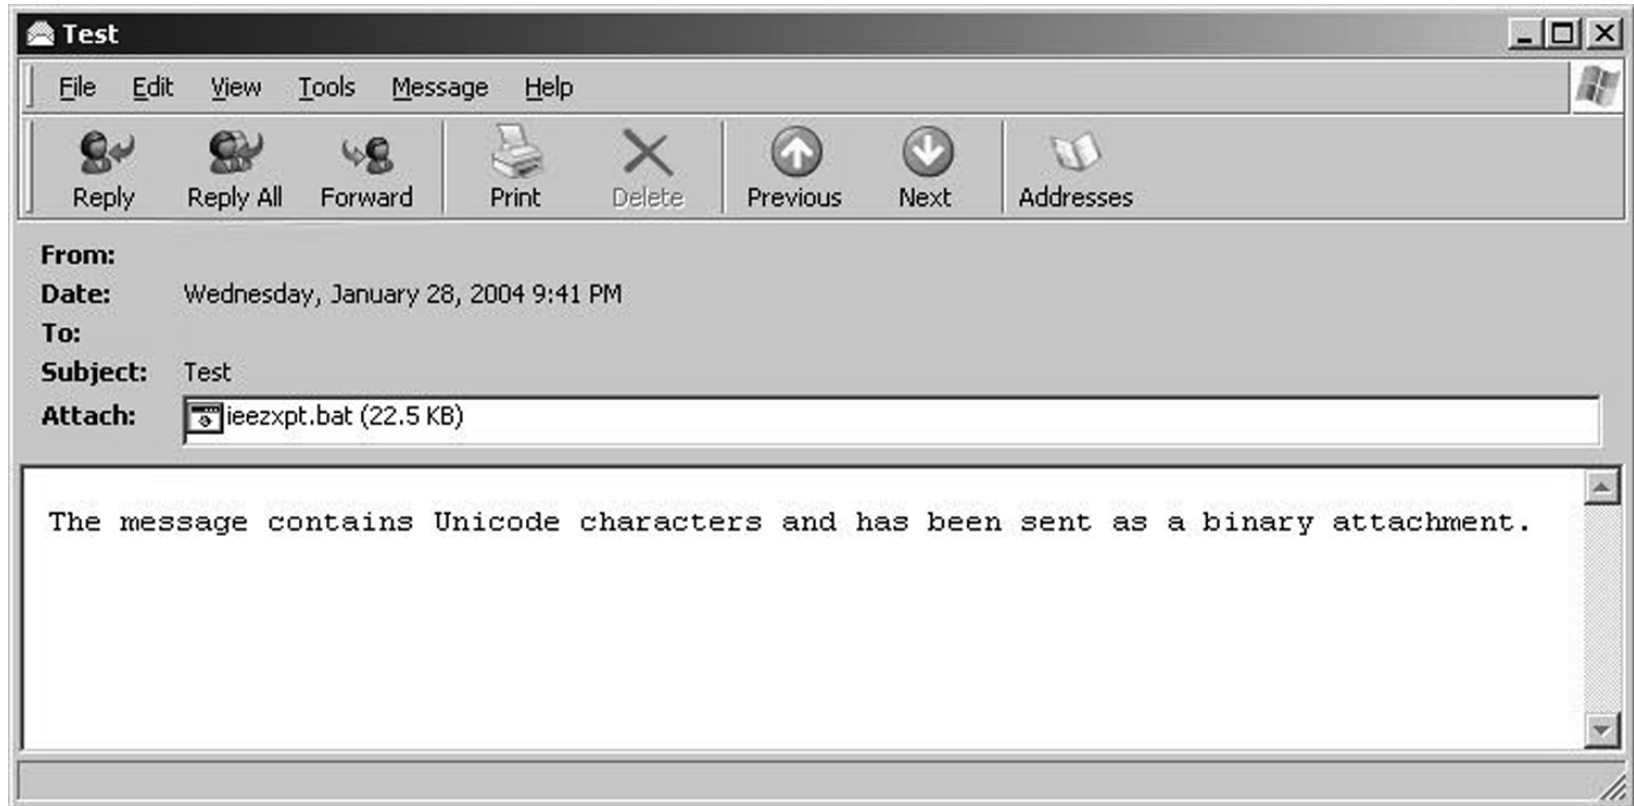 Test
File Edit View Tools Message Help
Reply Reply All Forward Print Delete Previous Next Addresses
From:
Date: Wednesday, January 28, 2004 9:41 PM
To:
Subject: Test
Attach: ieezxpt.bat (22.5 KB)
The message contains Unicode characters and has been sent as a binary attachment.